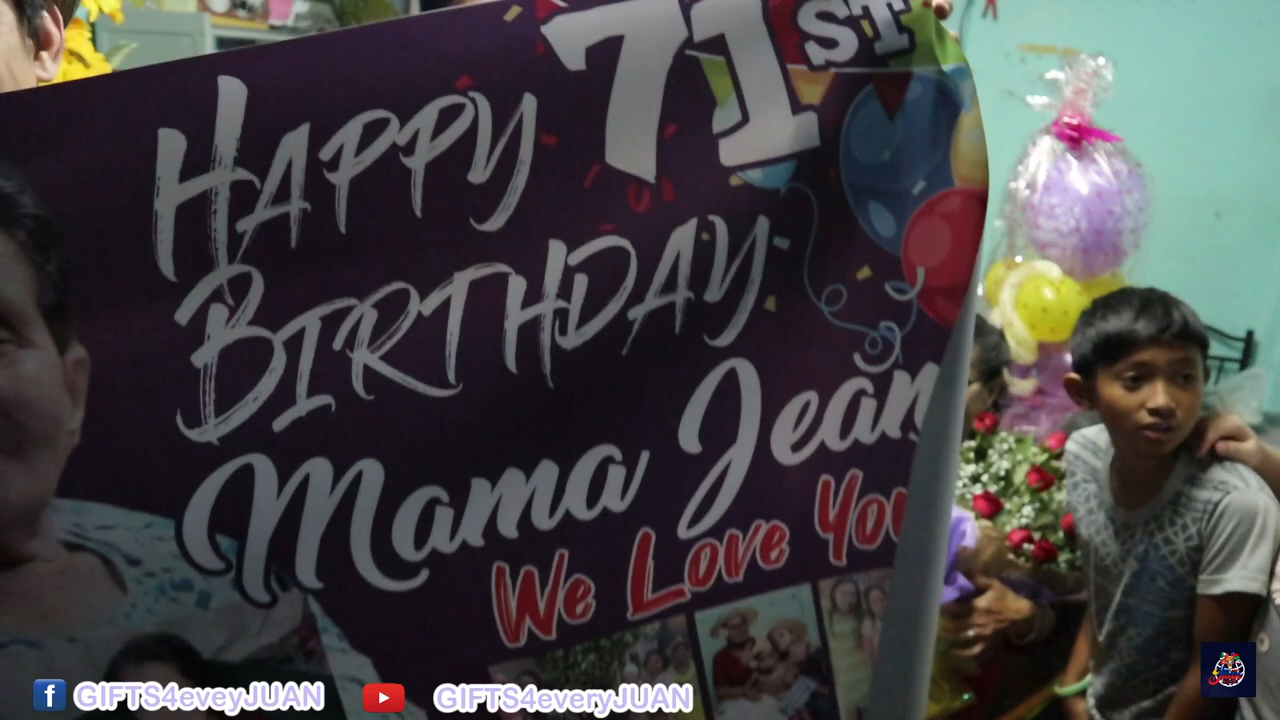 HAPPY 71ST
BIRTHDAY
Mama Jean
We Love You
f GIFTS4eveyJUAN
GIFTS4everyJUAN